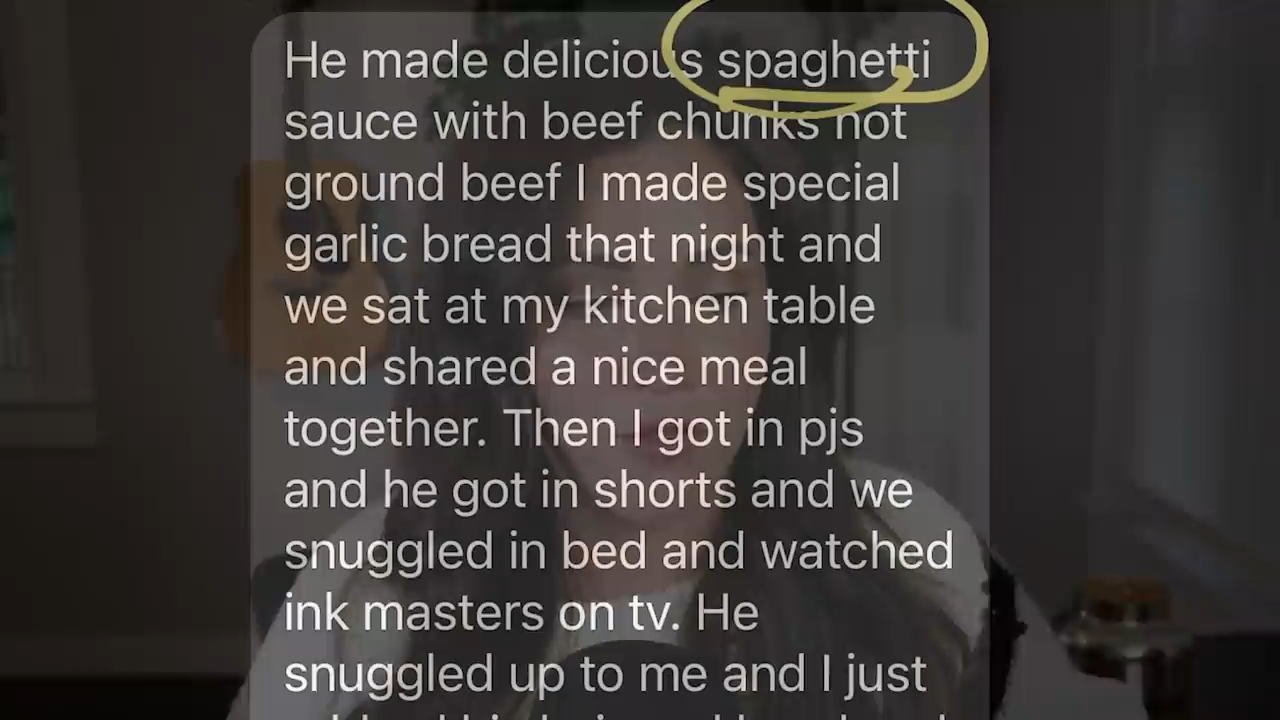 He made delicious spaghetti
sauce with beef chunks not
ground beef I made special
garlic bread that night and
we sat at my kitchen table
and shared a nice meal
together. Then I got in pjs
and he got in shorts and we
snuggled in bed and watched
ink masters on tv. He
snuggled up to me and I just